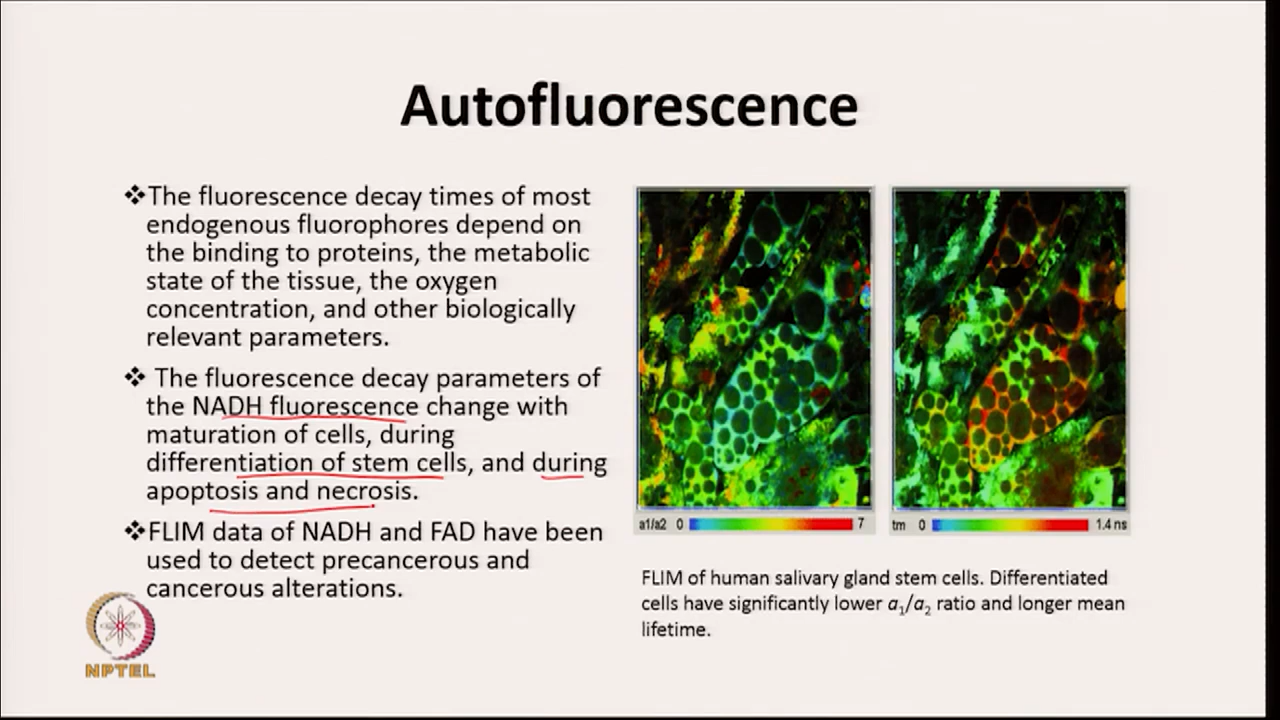 Autofluorescence
❖The fluorescence decay times of most
endogenous fluorophores depend on
the binding to proteins, the metabolic
state of the tissue, the oxygen
concentration, and other biologically
relevant parameters.
❖ The fluorescence decay parameters of
the NADH fluorescence change with
maturation of cells, during
differentiation of stem cells, and during
apoptosis and necrosis.
❖FLIM data of NADH and FAD have been
used to detect precancerous and
cancerous alterations.
a1/a2 0 7
tm 0 1.4 ns
FLIM of human salivary gland stem cells. Differentiated
cells have significantly lower a₁/a₂ ratio and longer mean
lifetime.
NPTEL